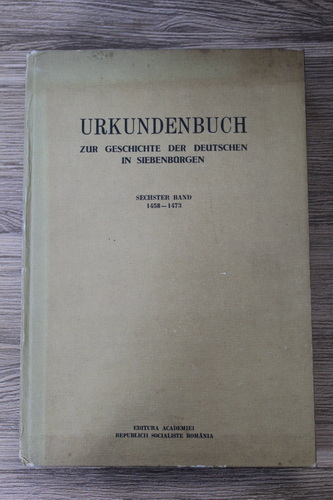 URKUNDENBUCH
ZUR GESCHICHTE DER DEUTSCHEN
IN SIEBENBÜRGEN
SECHSTER BAND
1458—1473
EDITURA ACADEMIEI
REPUBLICII SOCIALISTE ROMÂNIA